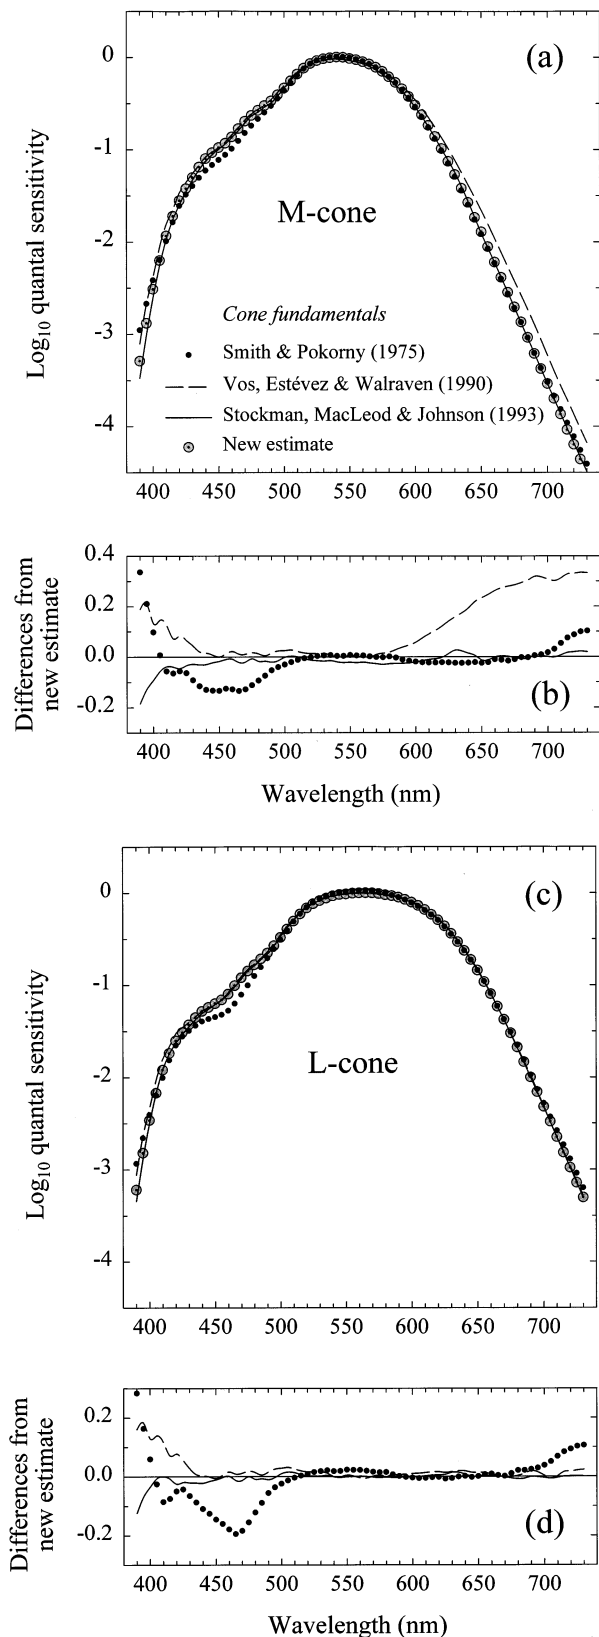 (a)
0
-1
-2
-3
-4
Log10 quantal sensitivity
M-cone
Cone fundamentals
Smith & Pokorny (1975)
Vos, Estévez & Walraven (1990)
Stockman, MacLeod & Johnson (1993)
New estimate
400 450 500 550 600 650 700
0.4
0.2
0.0
-0.2
Differences from
new estimate
(b)
400 450 500 550 600 650 700
Wavelength (nm)
(c)
0
-1
-2
-3
-4
Log10 quantal sensitivity
L-cone
400 450 500 550 600 650 700
0.2
0.0
-0.2
Differences from
new estimate
(d)
400 450 500 550 600 650 700
Wavelength (nm)